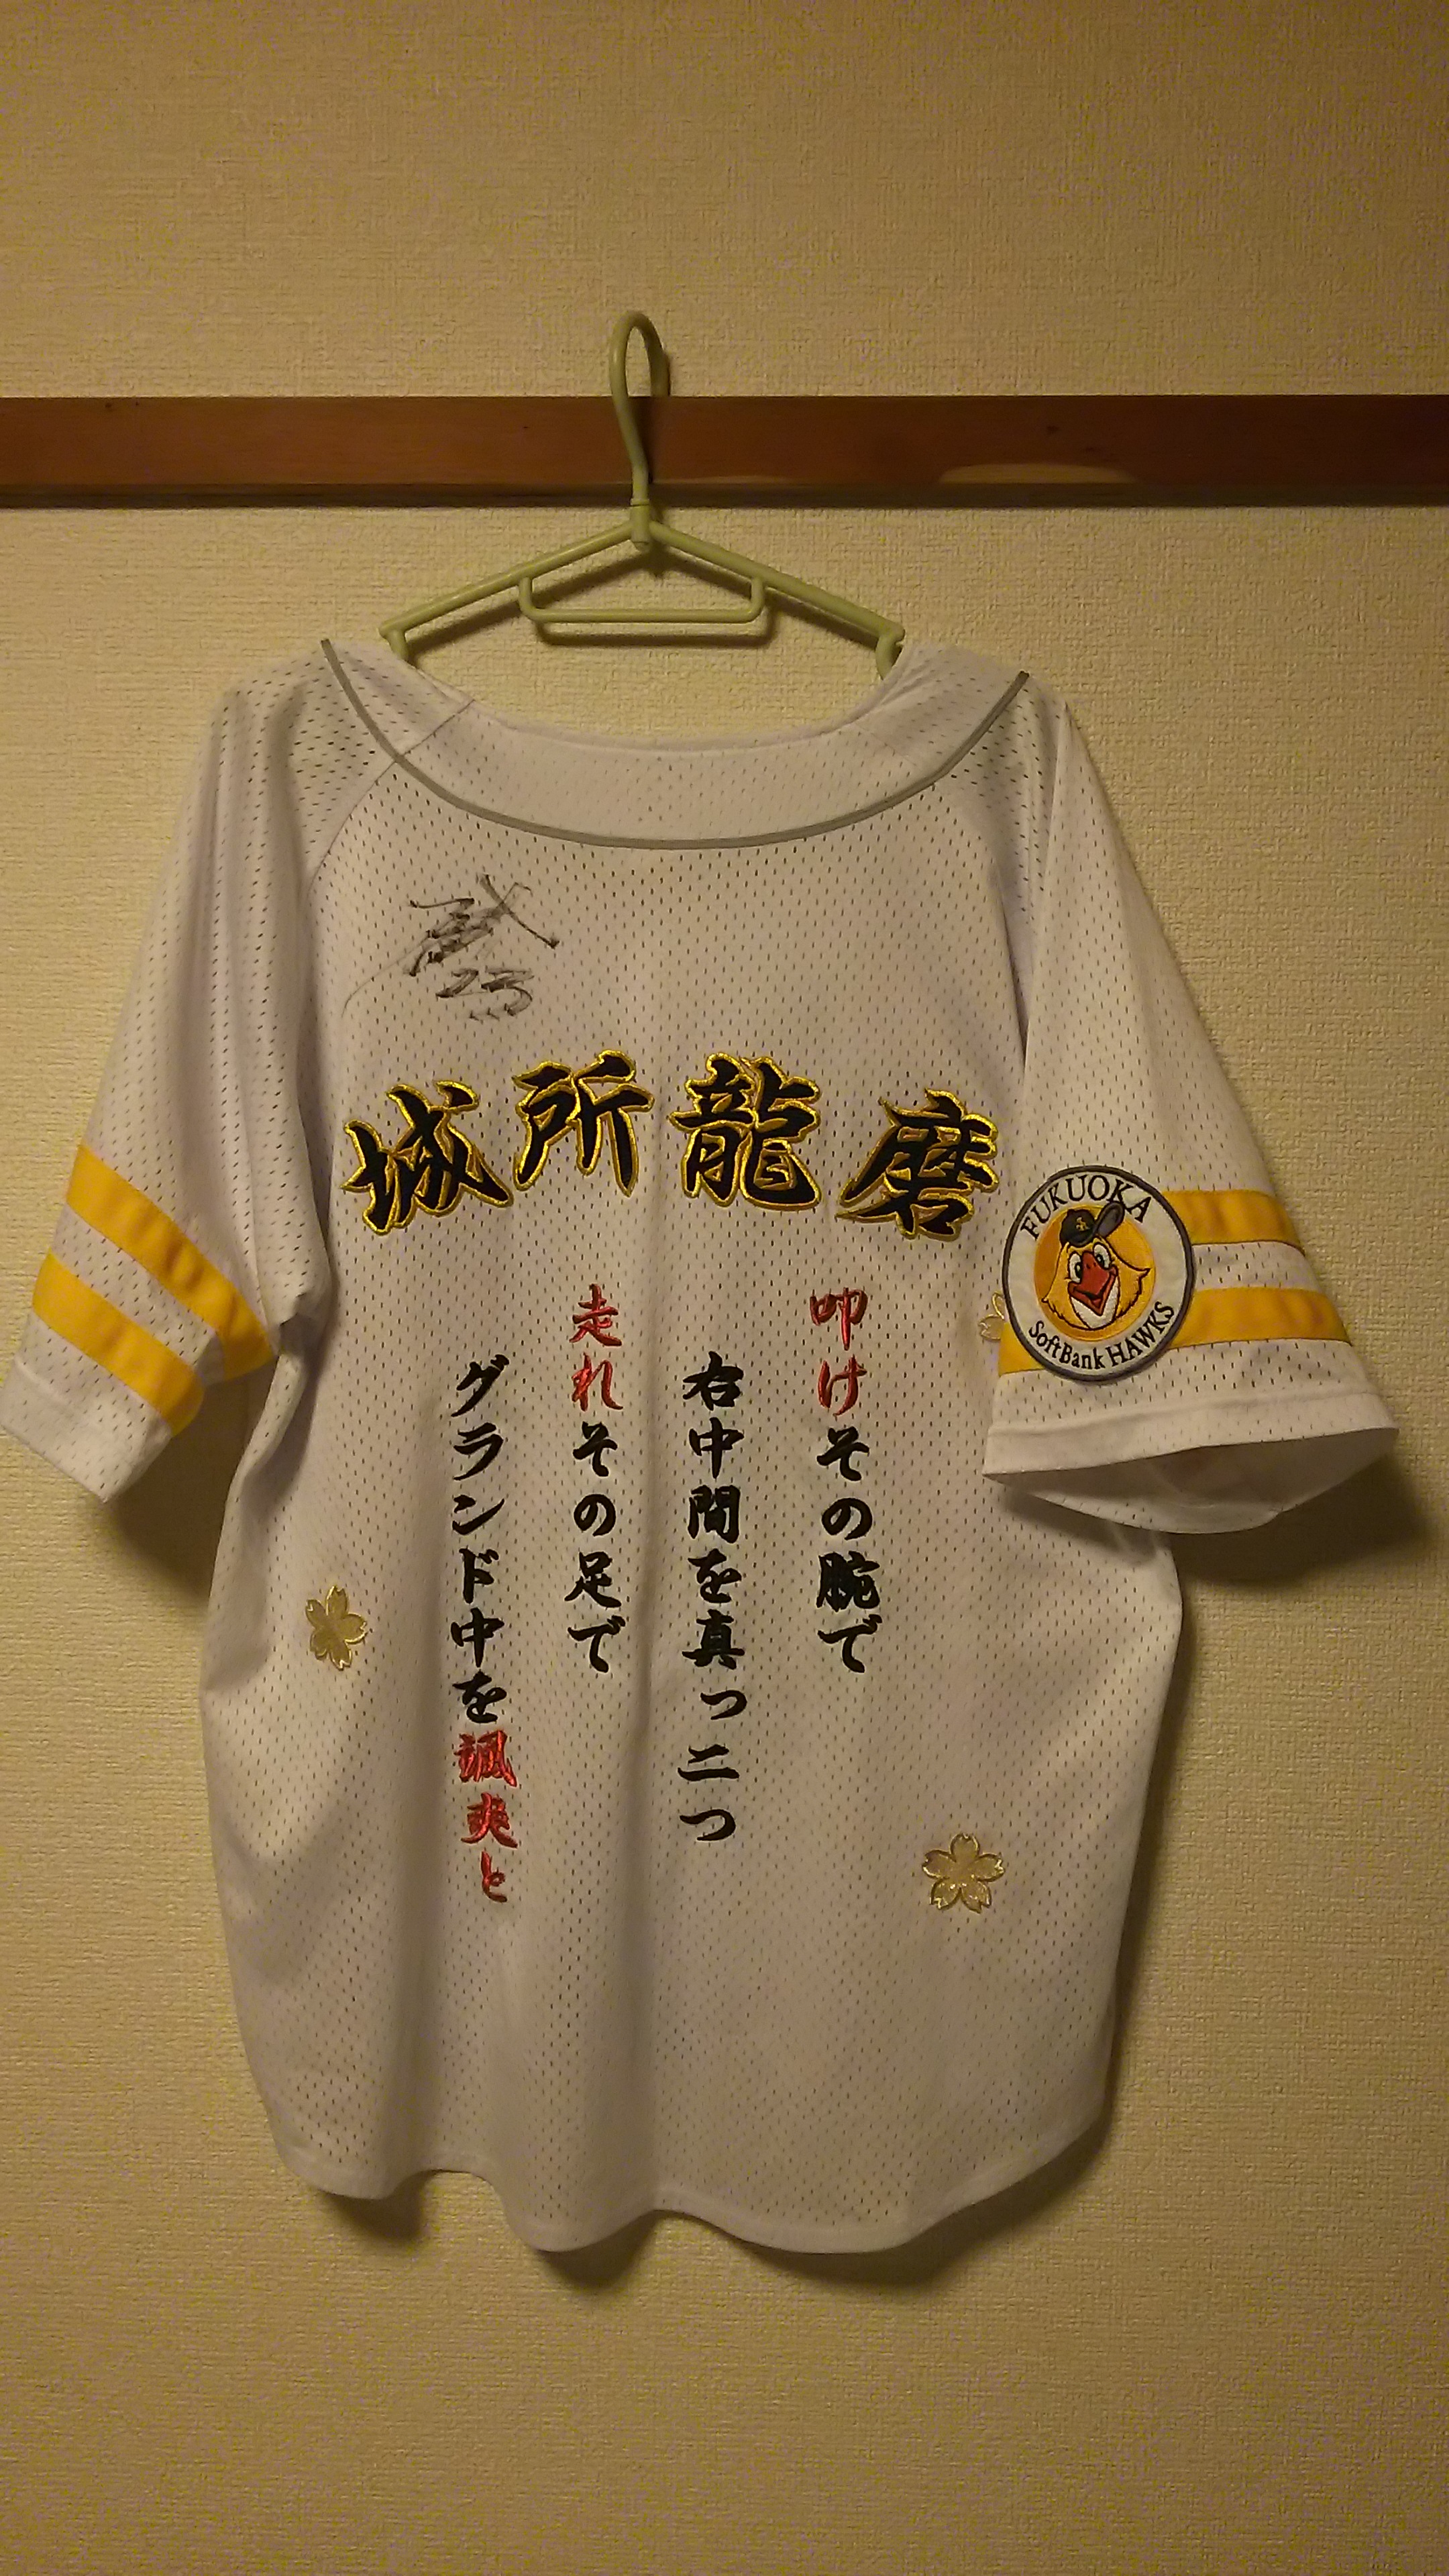 23
城所龍磨
叩けその腕で
右中間を真っ二つ
走れその足で
グランド中を颯爽と
FUKUOKA
SoftBank HAWKS